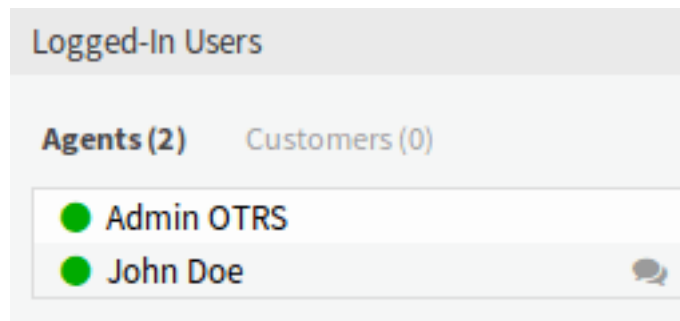 Logged-In Users
Agents (2) Customers (0)
Admin OTRS
John Doe